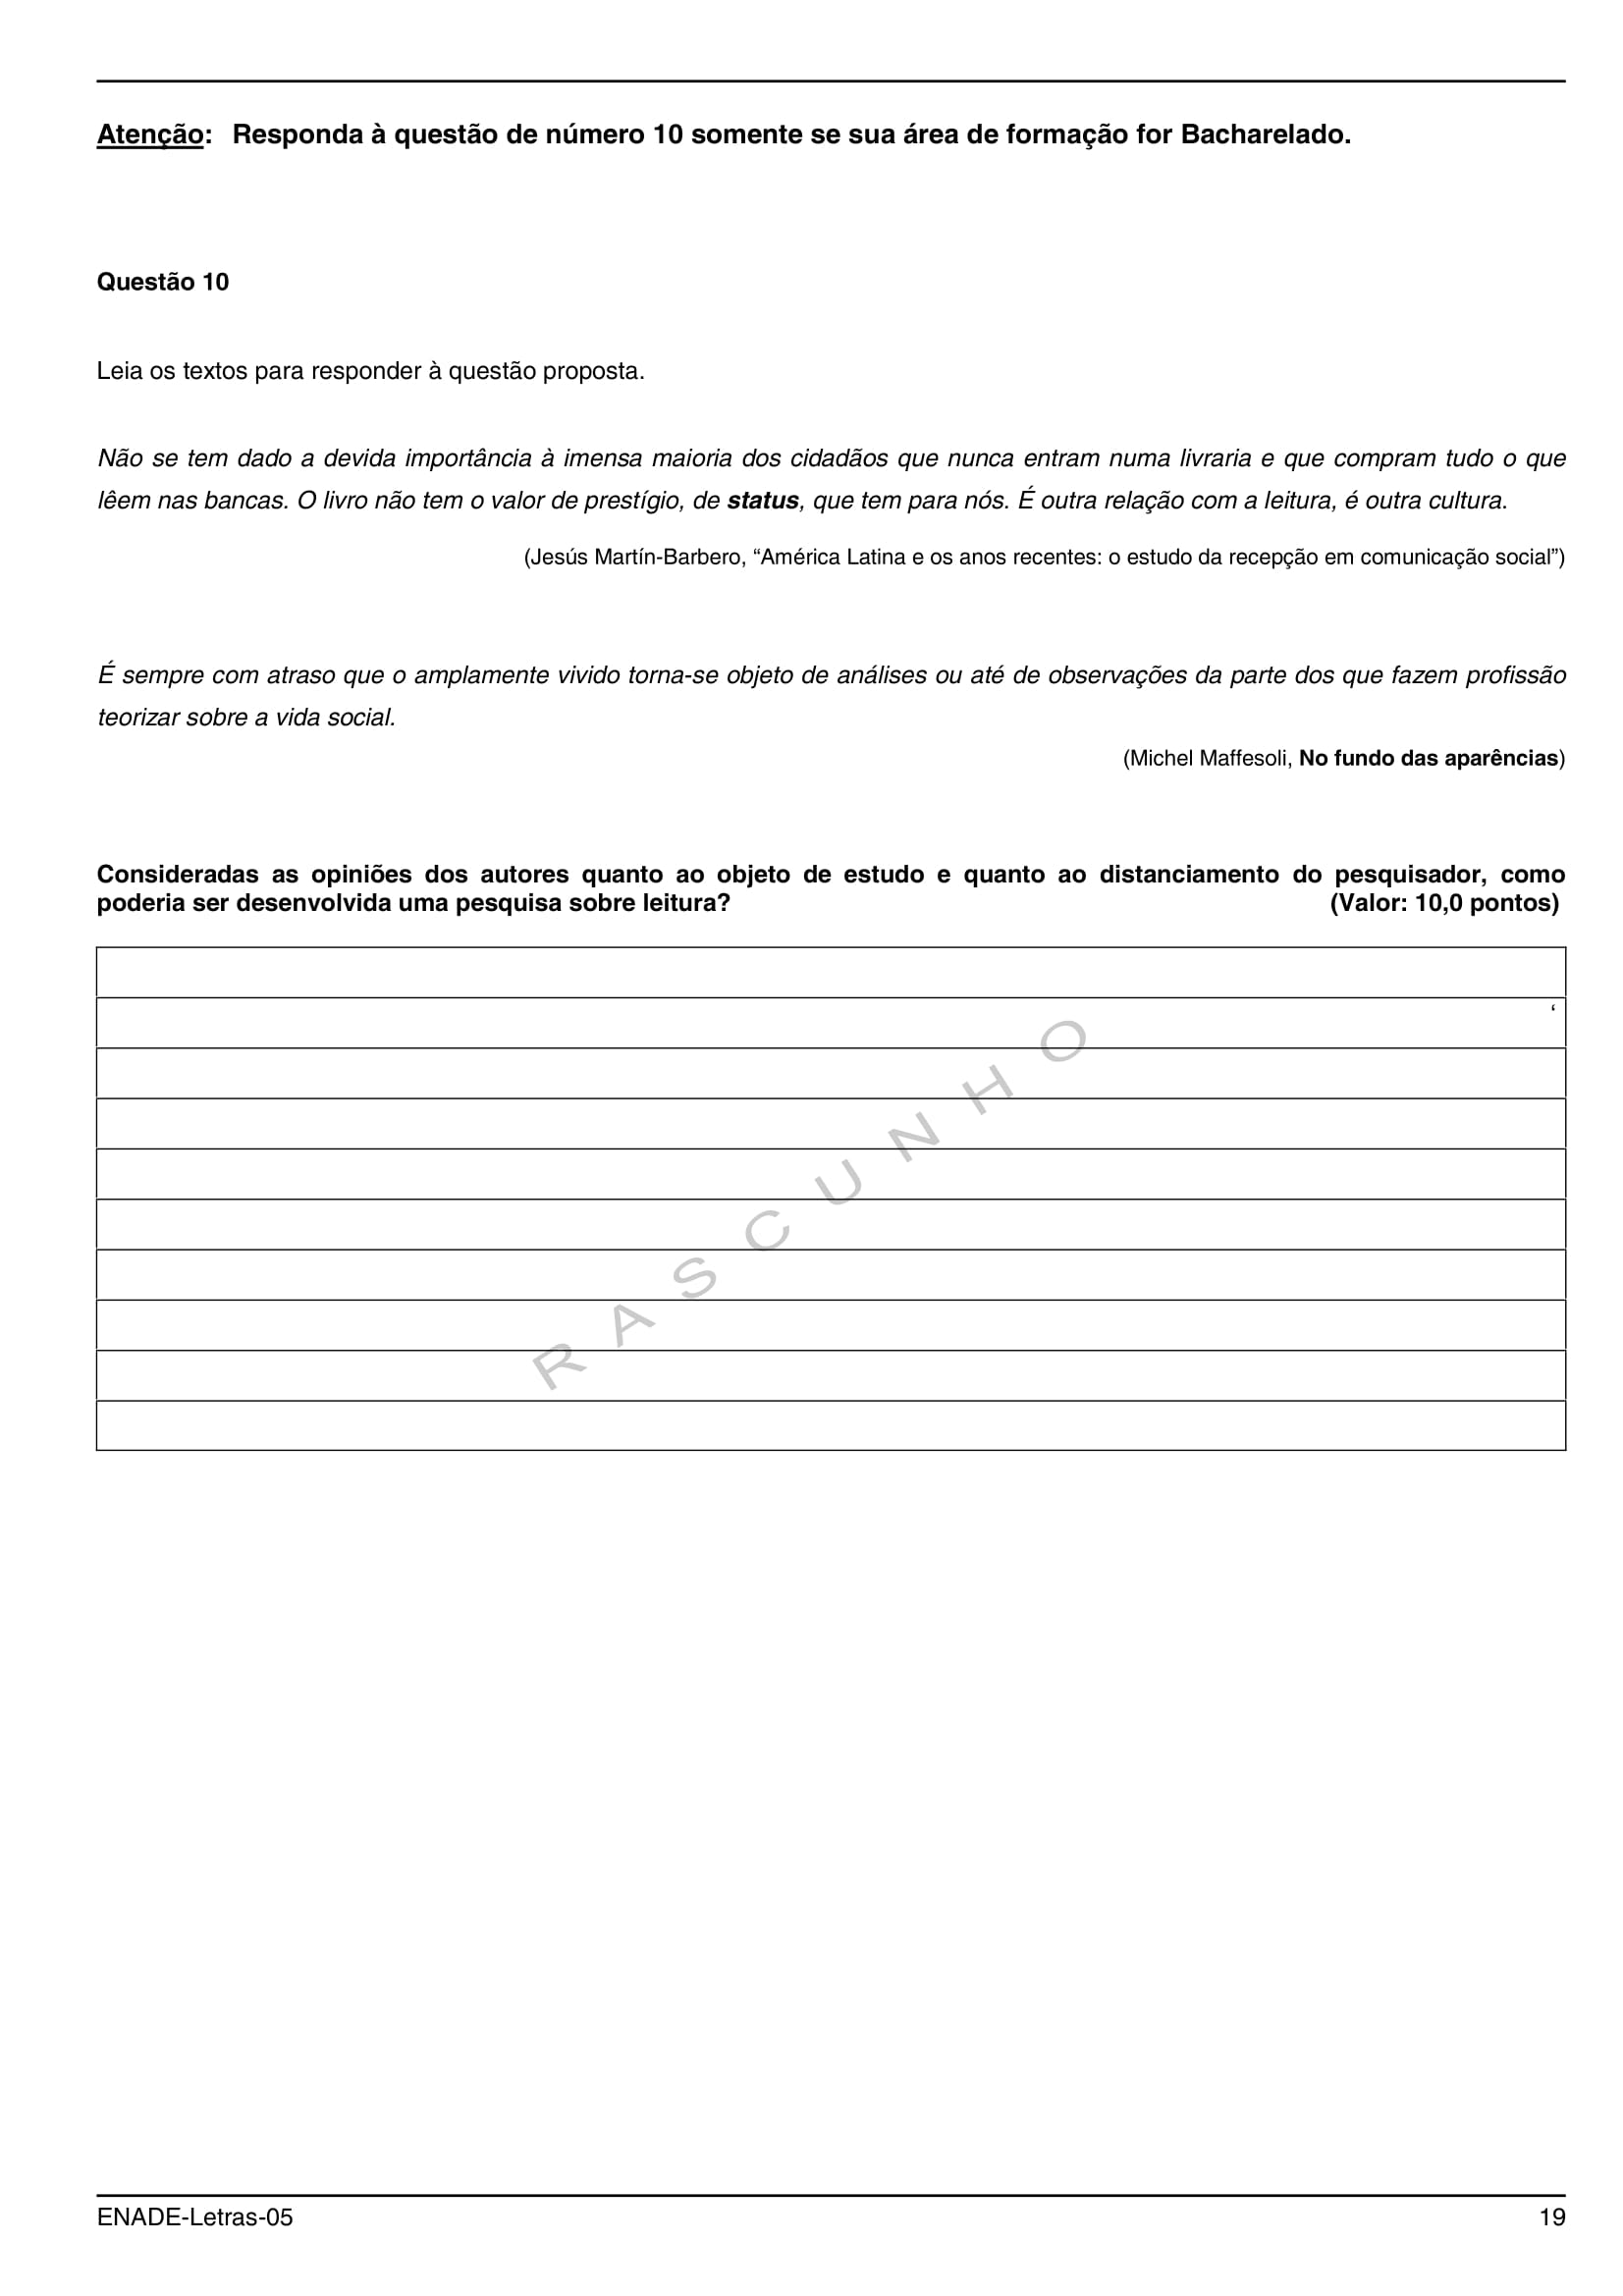 Atenção: Responda à questão de número 10 somente se sua área de formação for Bacharelado.
Questão 10
Leia os textos para responder à questão proposta.
Não se tem dado a devida importância à imensa maioria dos cidadãos que nunca entram numa livraria e que compram tudo o que
lêem nas bancas. O livro não tem o valor de prestígio, de status, que tem para nós. É outra relação com a leitura, é outra cultura.
(Jesús Martín-Barbero, “América Latina e os anos recentes: o estudo da recepção em comunicação social”)
É sempre com atraso que o amplamente vivido torna-se objeto de análises ou até de observações da parte dos que fazem profissão
teorizar sobre a vida social.
(Michel Maffesoli, No fundo das aparências)
Consideradas as opiniões dos autores quanto ao objeto de estudo e quanto ao distanciamento do pesquisador, como
poderia ser desenvolvida uma pesquisa sobre leitura? (Valor: 10,0 pontos)
‘
RASCUNHO
ENADE-Letras-05 19